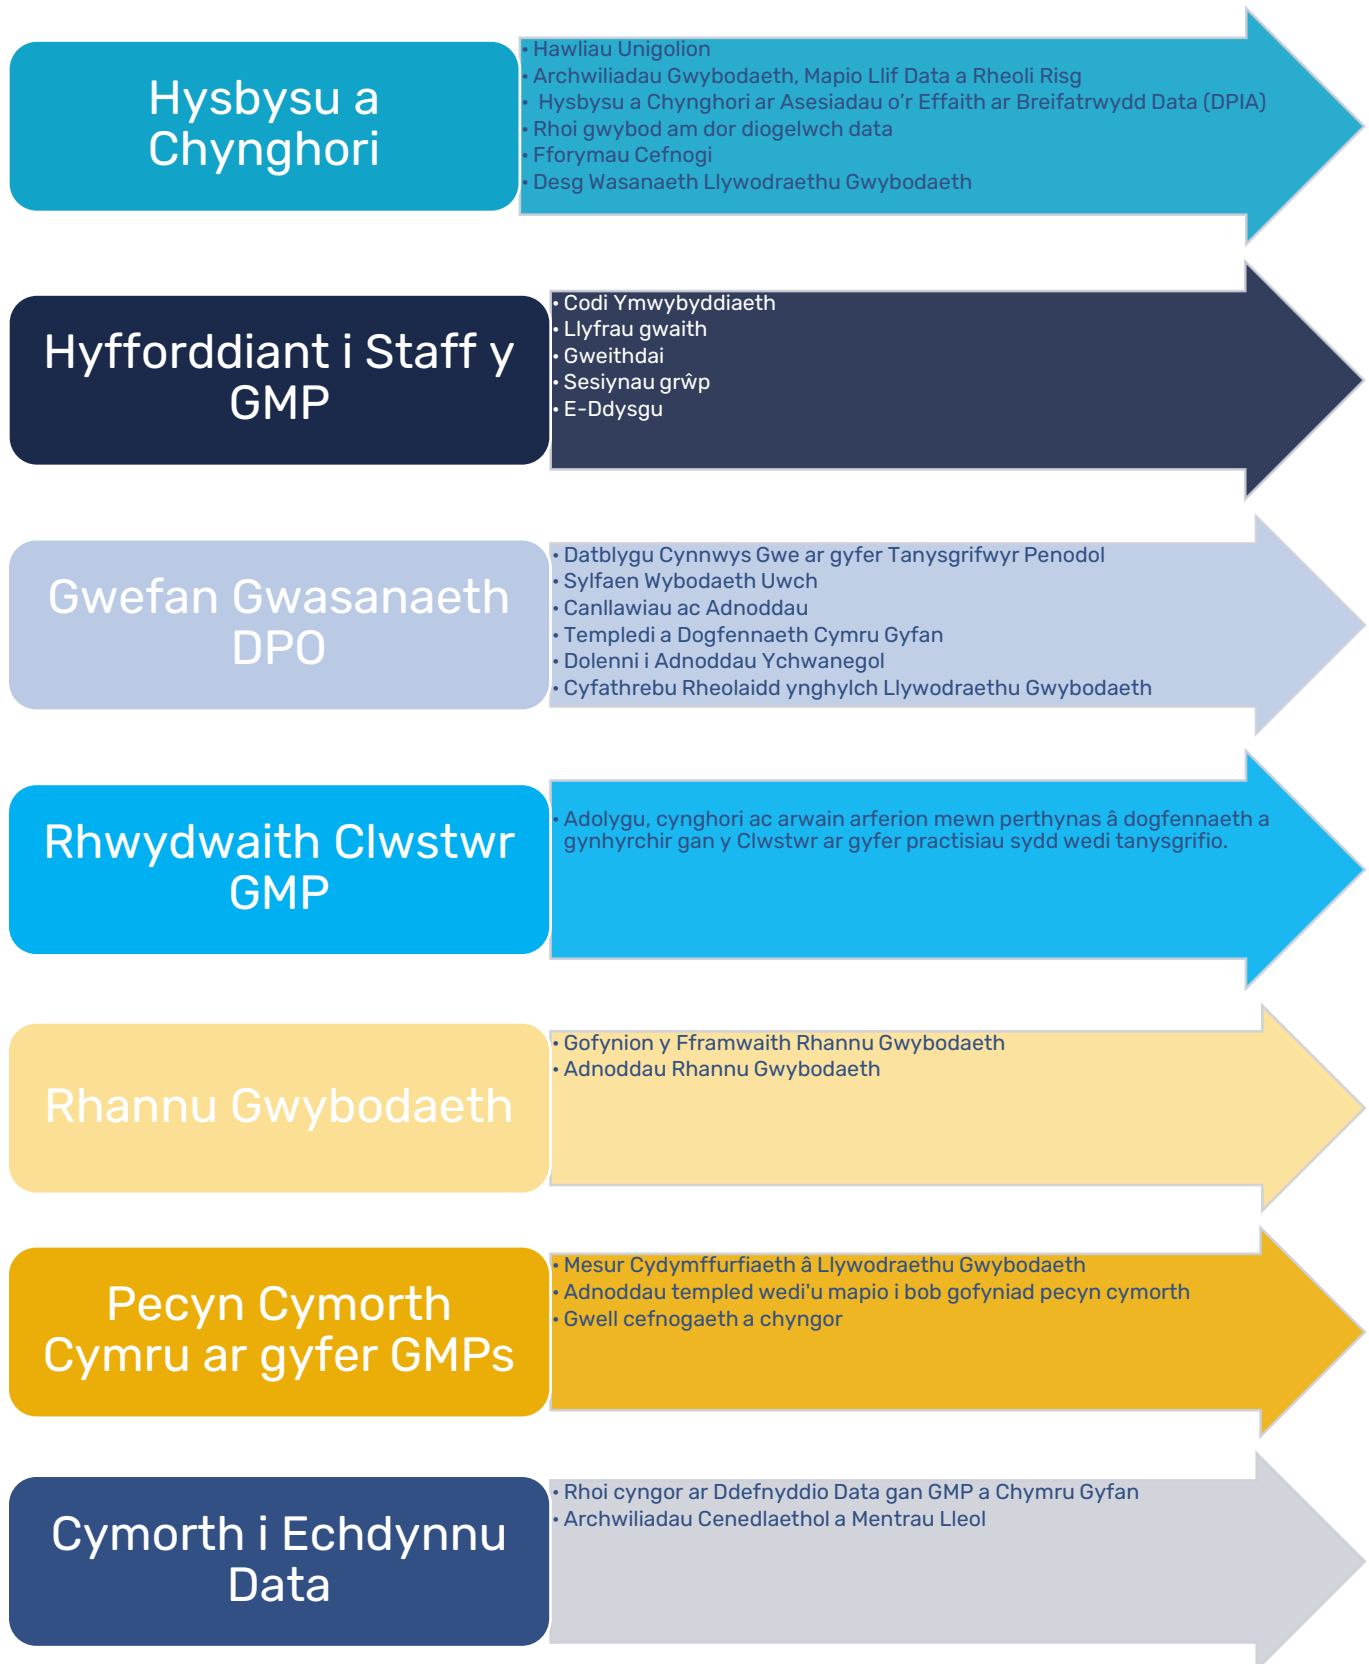 Hysbysu a
Chynghori
• Hawliau Unigolion
• Archwiliadau Gwybodaeth, Mapio Llif Data a Rheoli Risg
• Hysbysu a Chynghori ar Asesiadau o’r Effaith ar Breifatrwydd Data (DPIA)
• Rhoi gwybod am dor diogelwch data
• Fforymau Cefnogi
• Desg Wasanaeth Llywodraethu Gwybodaeth
Hyfforddiant i Staff y
GMP
• Codi Ymwybyddiaeth
• Llyfrau gwaith
• Gweithdai
• Sesiynau grŵp
• E-Ddysgu
Gwefan Gwasanaeth
DPO
• Datblygu Cynnwys Gwe ar gyfer Tanysgrifwyr Penodol
• Sylfaen Wybodaeth Uwch
• Canllawiau ac Adnoddau
• Templedi a Dogfennaeth Cymru Gyfan
• Dolenni i Adnoddau Ychwanegol
• Cyfathrebu Rheolaidd ynghylch Llywodraethu Gwybodaeth
Rhwydwaith Clwstwr
GMP
• Adolygu, cynghori ac arwain arferion mewn perthynas â dogfennaeth a
gynhyrchir gan y Clwstwr ar gyfer practisiau sydd wedi tanysgrifio.
Rhannu Gwybodaeth
• Gofynion y Fframwaith Rhannu Gwybodaeth
• Adnoddau Rhannu Gwybodaeth
Pecyn Cymorth
Cymru ar gyfer GMPs
• Mesur Cydymffurfiaeth â Llywodraethu Gwybodaeth
• Adnoddau templed wedi'u mapio i bob gofyniad pecyn cymorth
• Gwell cefnogaeth a chyngor
Cymorth i Echdynnu
Data
• Rhoi cyngor ar Ddefnyddio Data gan GMP a Chymru Gyfan
• Archwiliadau Cenedlaethol a Mentrau Lleol